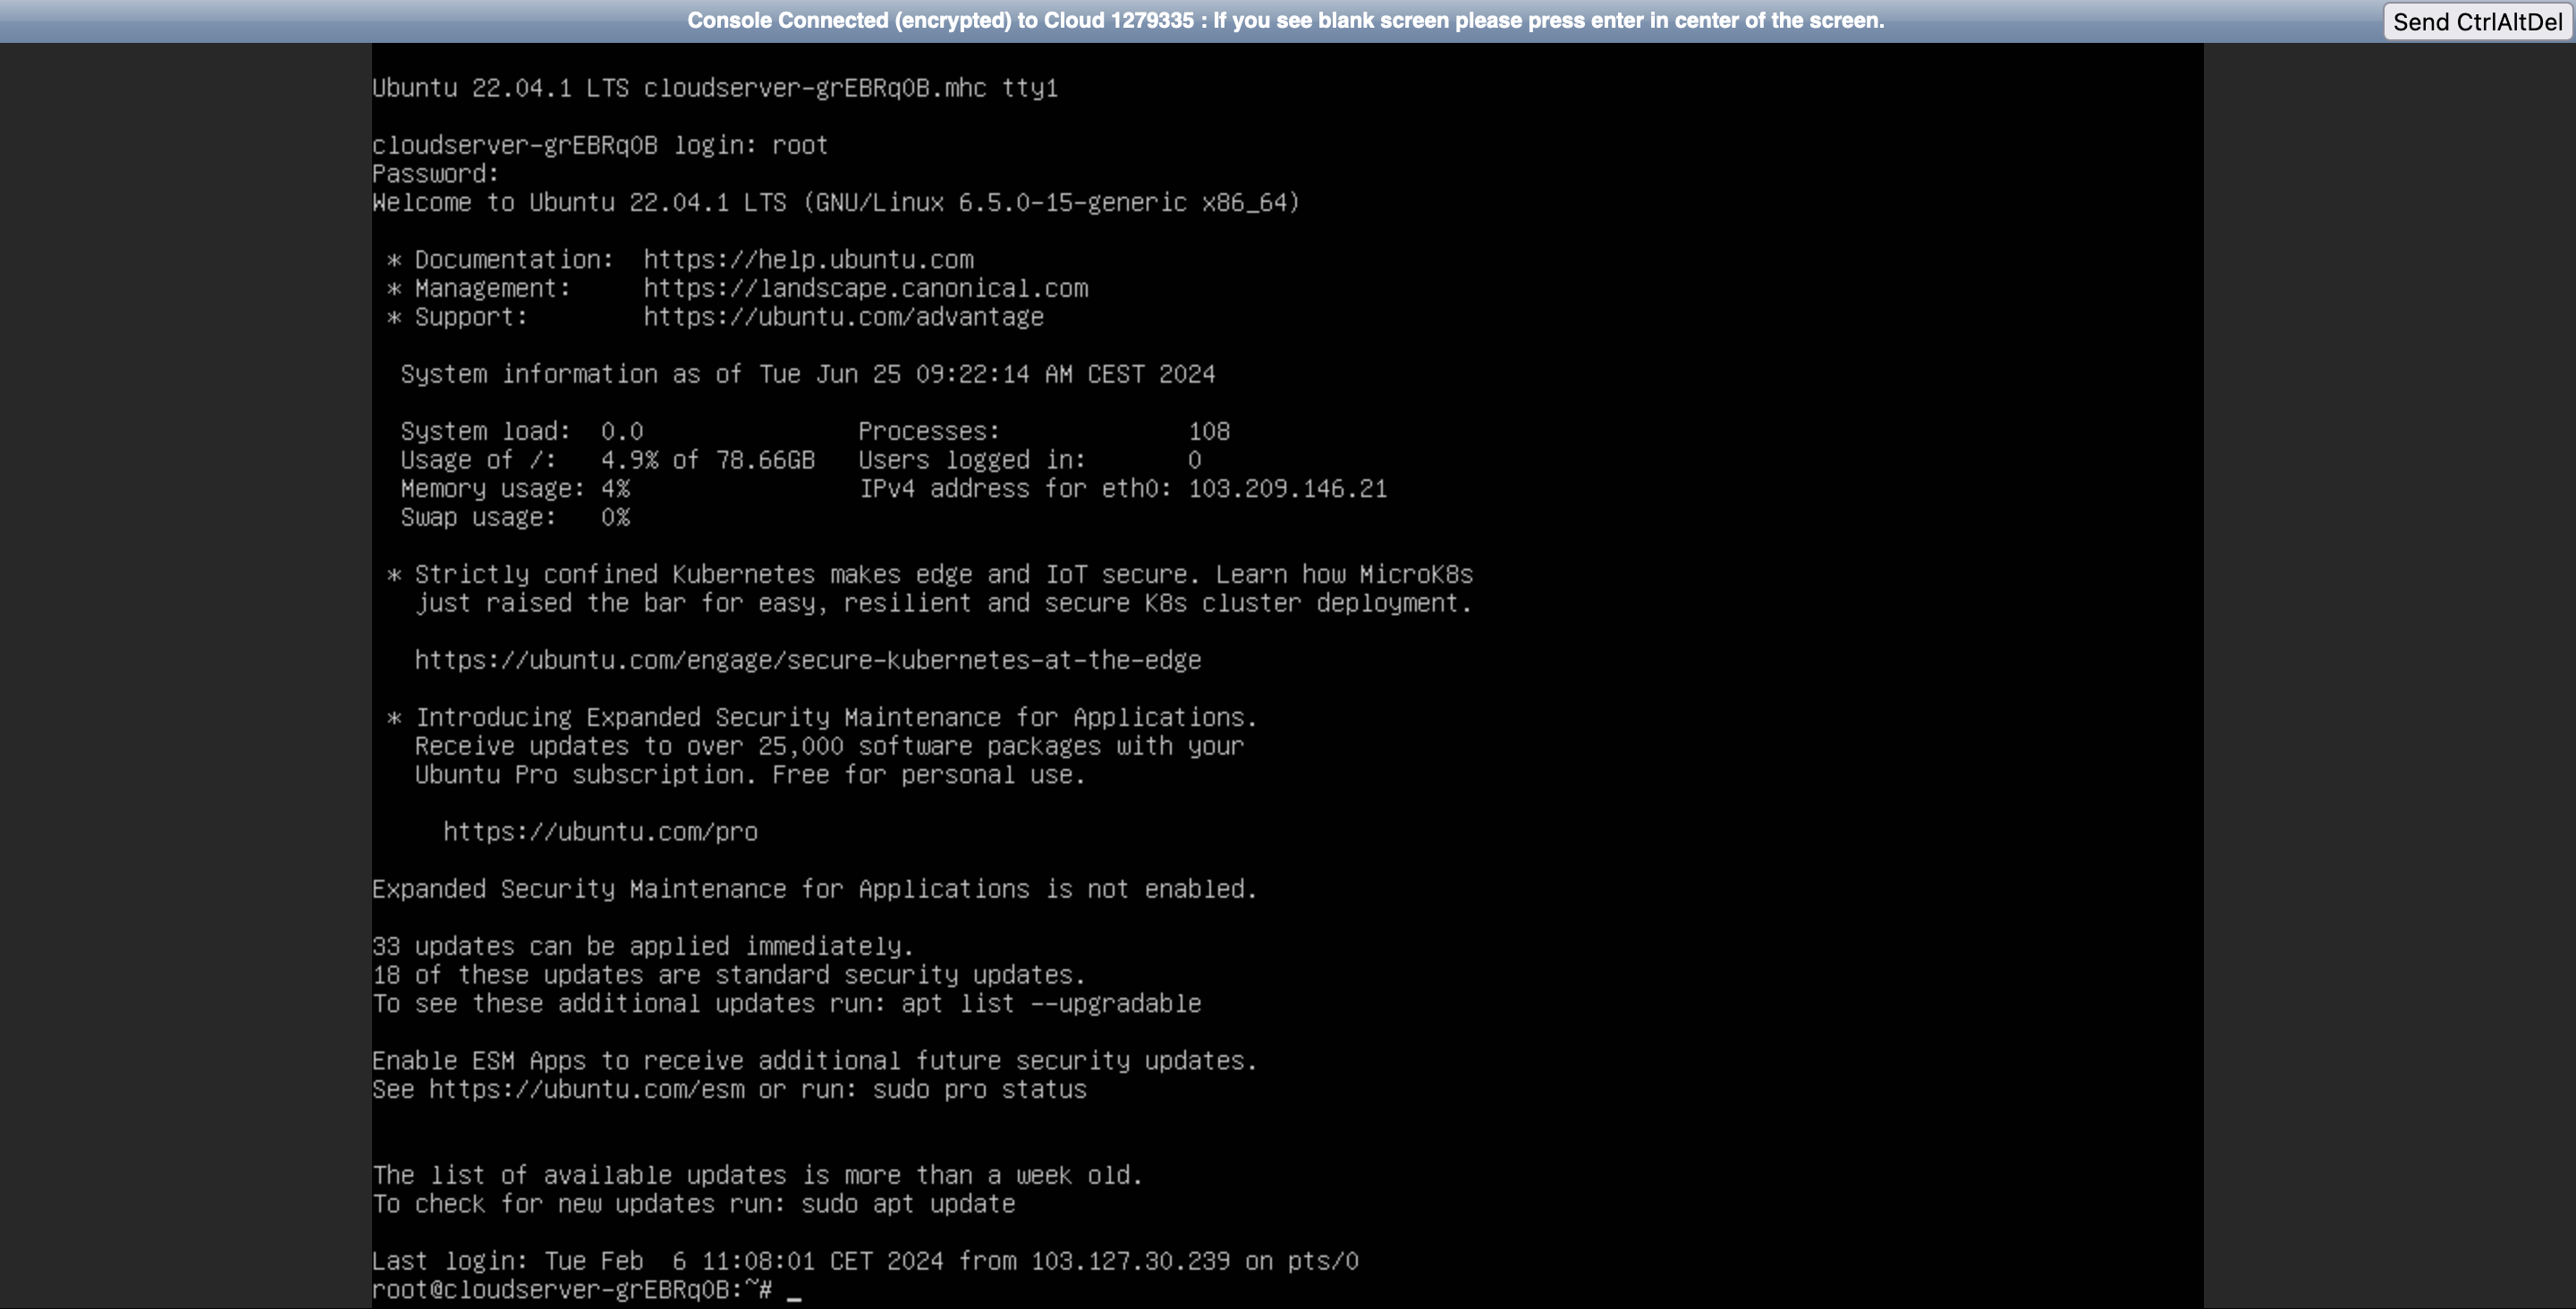 Console Connected (encrypted) to Cloud 1279335 : If you see blank screen please press enter in center of the screen.
Send CtrlAltDel
Ubuntu 22.04.1 LTS cloudserver-grEBRq0B.mhc tty1
cloudserver-grEBRq0B login: root
Password:
Welcome to Ubuntu 22.04.1 LTS (GNU/Linux 6.5.0-15-generic x86_64)
* Documentation:  https://help.ubuntu.com
* Management:     https://landscape.canonical.com
* Support:        https://ubuntu.com/advantage
System information as of Tue Jun 25 09:22:14 AM CEST 2024
System load:  0.0               Processes:             108
Usage of /:   4.9% of 78.66GB   Users logged in:       0
Memory usage: 4%                IPv4 address for eth0: 103.209.146.21
Swap usage:   0%
* Strictly confined Kubernetes makes edge and IoT secure. Learn how MicroK8s
just raised the bar for easy, resilient and secure K8s cluster deployment.
https://ubuntu.com/engage/secure-kubernetes-at-the-edge
* Introducing Expanded Security Maintenance for Applications.
Receive updates to over 25,000 software packages with your
Ubuntu Pro subscription. Free for personal use.
https://ubuntu.com/pro
Expanded Security Maintenance for Applications is not enabled.
33 updates can be applied immediately.
18 of these updates are standard security updates.
To see these additional updates run: apt list --upgradable
Enable ESM Apps to receive additional future security updates.
See https://ubuntu.com/esm or run: sudo pro status
The list of available updates is more than a week old.
To check for new updates run: sudo apt update
Last login: Tue Feb  6 11:08:01 CET 2024 from 103.127.30.239 on pts/0
root@cloudserver-grEBRq0B:~# _